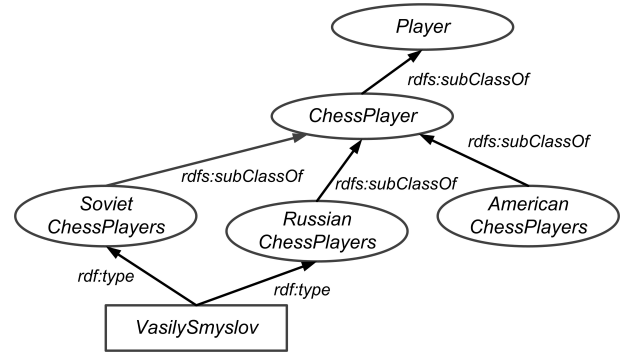 Player
rdfs:subClassOf
ChessPlayer
rdfs:subClassOf
rdfs:subClassOf
rdfs:subClassOf
Soviet
ChessPlayers
Russian
ChessPlayers
American
ChessPlayers
rdf:type
rdf:type
VasilySmyslov